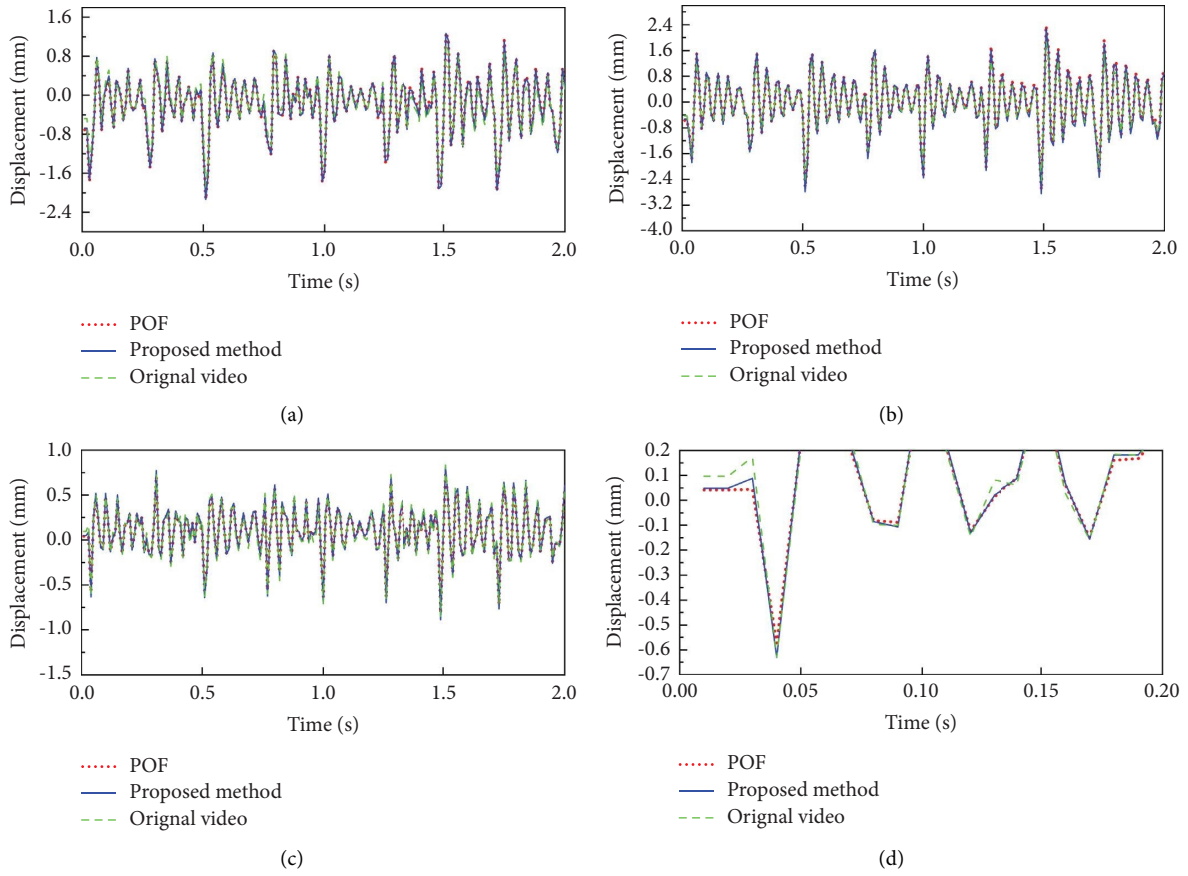 1.6
0.8
0.0
-0.8
-1.6
-2.4
Displacement (mm)
0.0 0.5 1.0 1.5 2.0
Time (s)
POF
Proposed method
Orignal video
(a)
2.4
1.6
0.8
0.0
-0.8
-1.6
-2.4
-3.2
-4.0
Displacement (mm)
0.0 0.5 1.0 1.5 2.0
Time (s)
POF
Proposed method
Orignal video
(b)
1.0
0.5
0.0
-0.5
-1.0
-1.5
Displacement (mm)
0.0 0.5 1.0 1.5 2.0
Time (s)
POF
Proposed method
Orignal video
(c)
0.2
0.1
0.0
-0.1
-0.2
-0.3
-0.4
-0.5
-0.6
-0.7
Displacement (mm)
0.00 0.05 0.10 0.15 0.20
Time (s)
POF
Proposed method
Orignal video
(d)